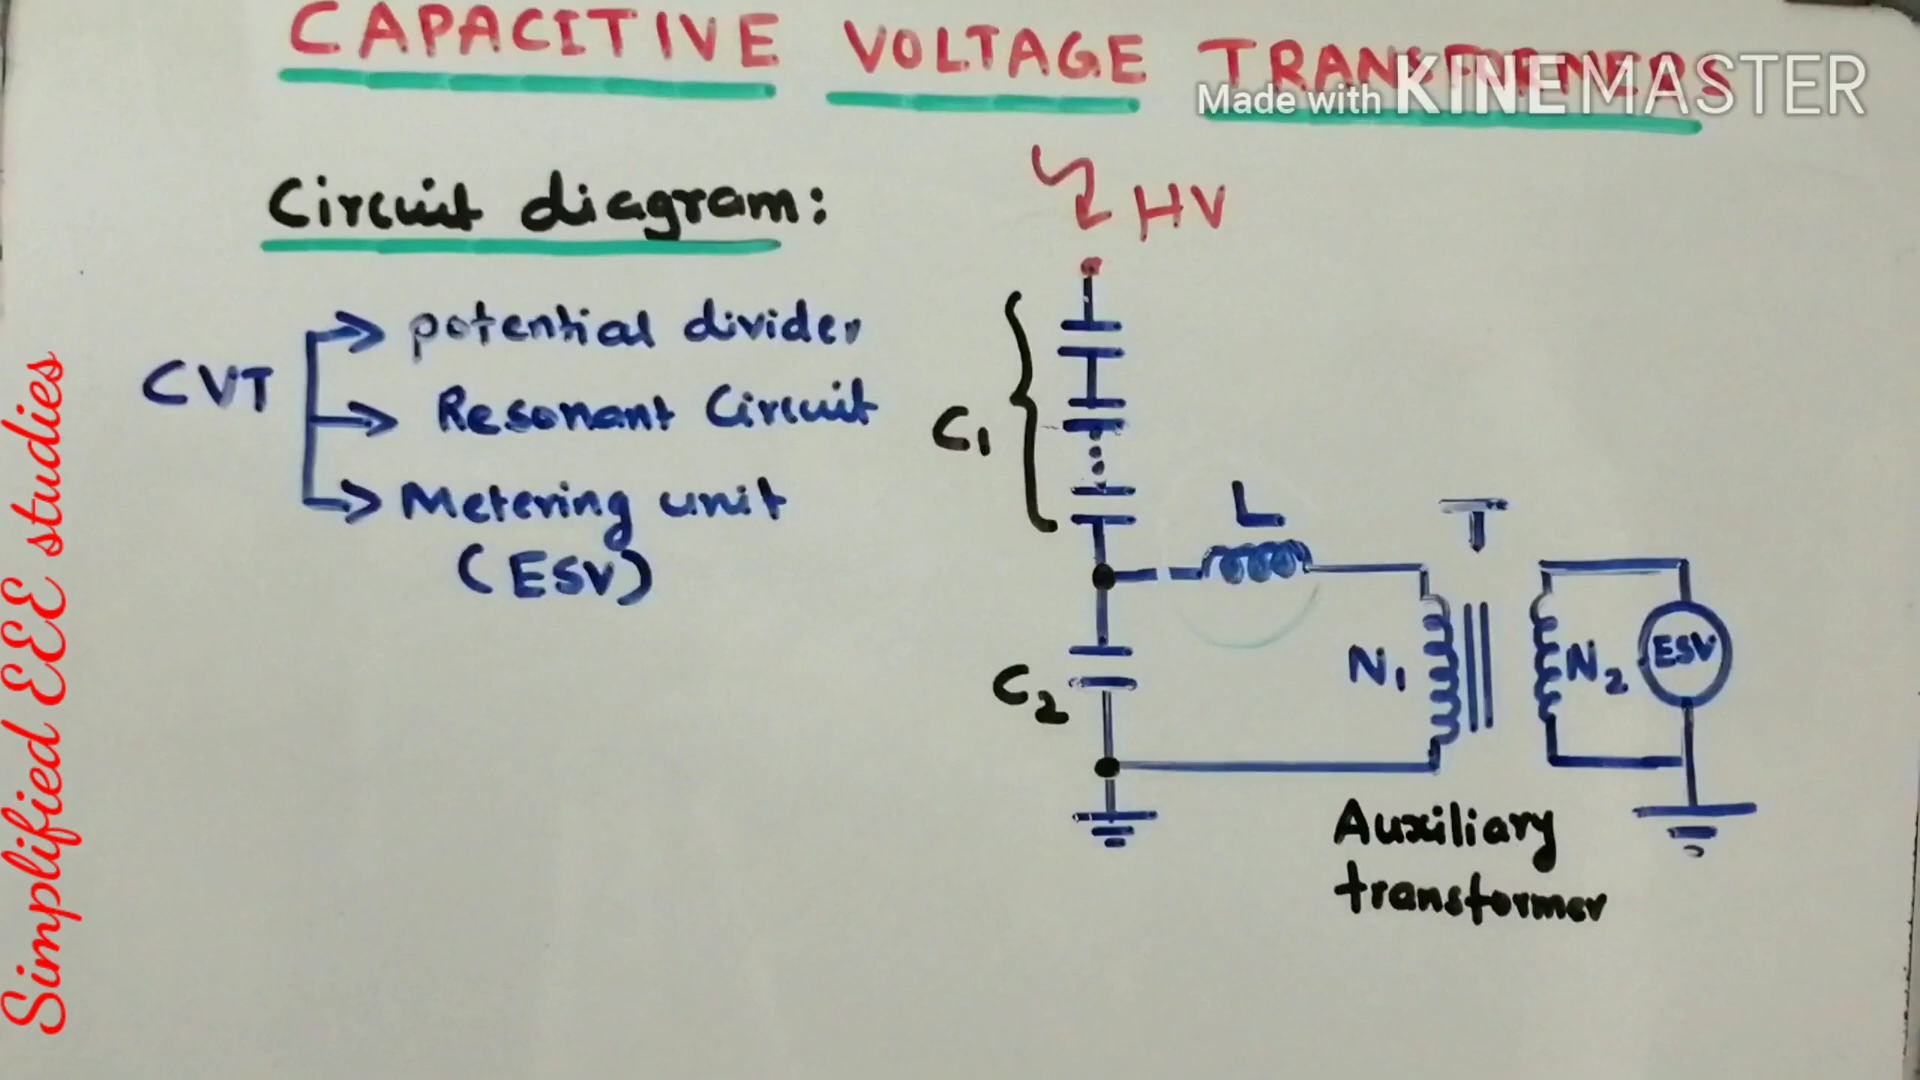 CAPACITIVE VOLTAGE TRANSFORMERS
Made with KINEMASTER
Circuit diagram:
HV
CVT
potential divider
Resonant Circuit
Metering unit
(ESV)
C1
L
T
C2
N1
N2
ESV
Auxiliary
transformer
Simplified EEE studies